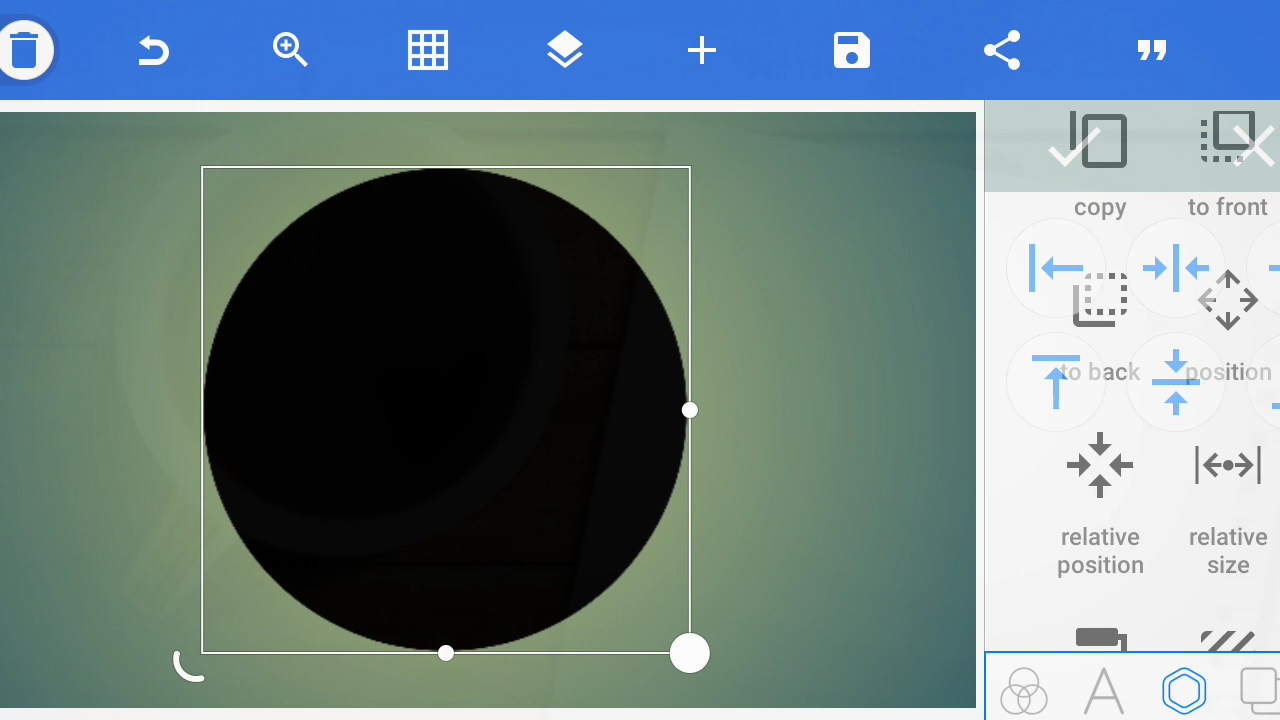 copy
to front
to back
position
relative
position
relative
size